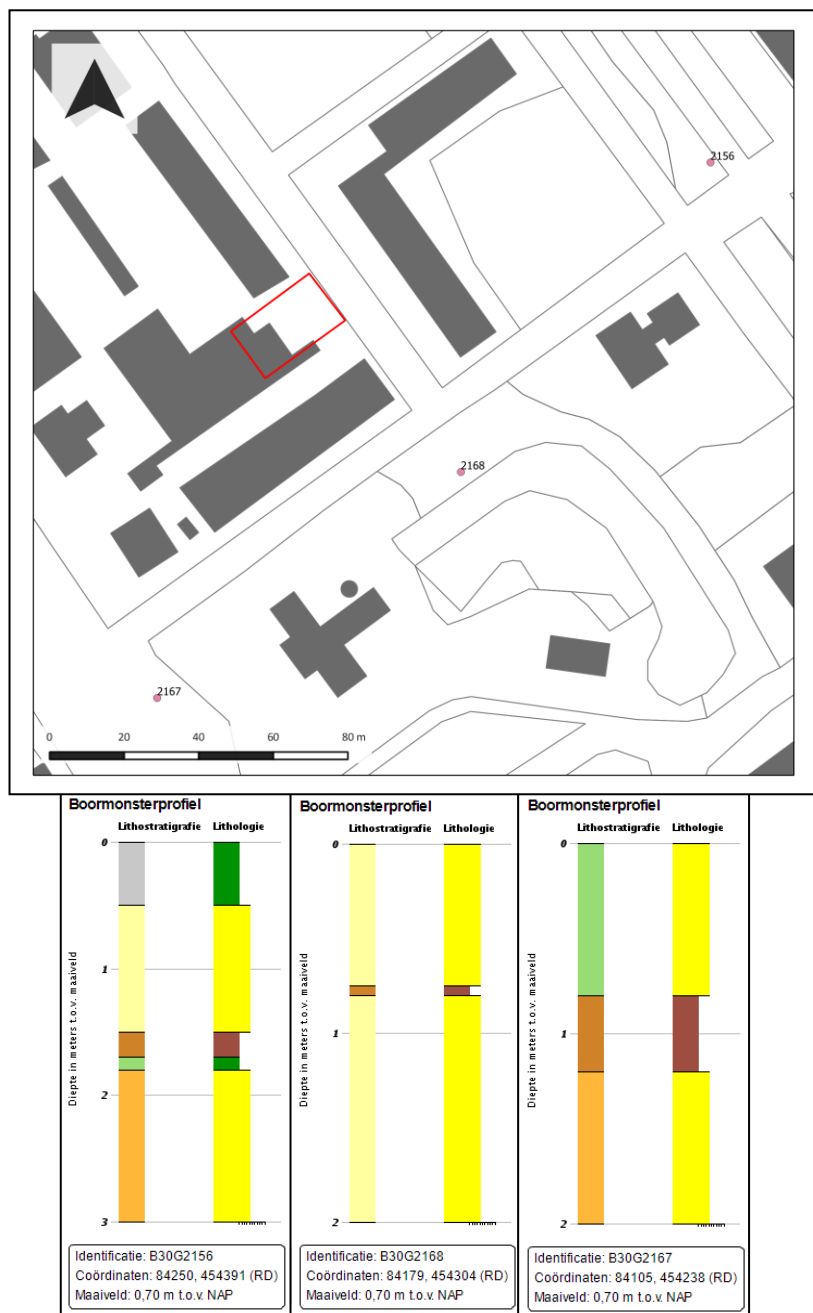 2156
2168
2167
0 20 40 60 80 m
Boormonsterprofiel
Lithostratigrafie Lithologie
Diepte in meters t.o.v. maaiveld
0
1
2
3
Identificatie: B30G2156
Coördinaten: 84250, 454391 (RD)
Maaiveld: 0,70 m t.o.v. NAP
Boormonsterprofiel
Lithostratigrafie Lithologie
Diepte in meters t.o.v. maaiveld
0
1
2
Identificatie: B30G2168
Coördinaten: 84179, 454304 (RD)
Maaiveld: 0,70 m t.o.v. NAP
Boormonsterprofiel
Lithostratigrafie Lithologie
Diepte in meters t.o.v. maaiveld
0
1
2
Identificatie: B30G2167
Coördinaten: 84105, 454238 (RD)
Maaiveld: 0,70 m t.o.v. NAP